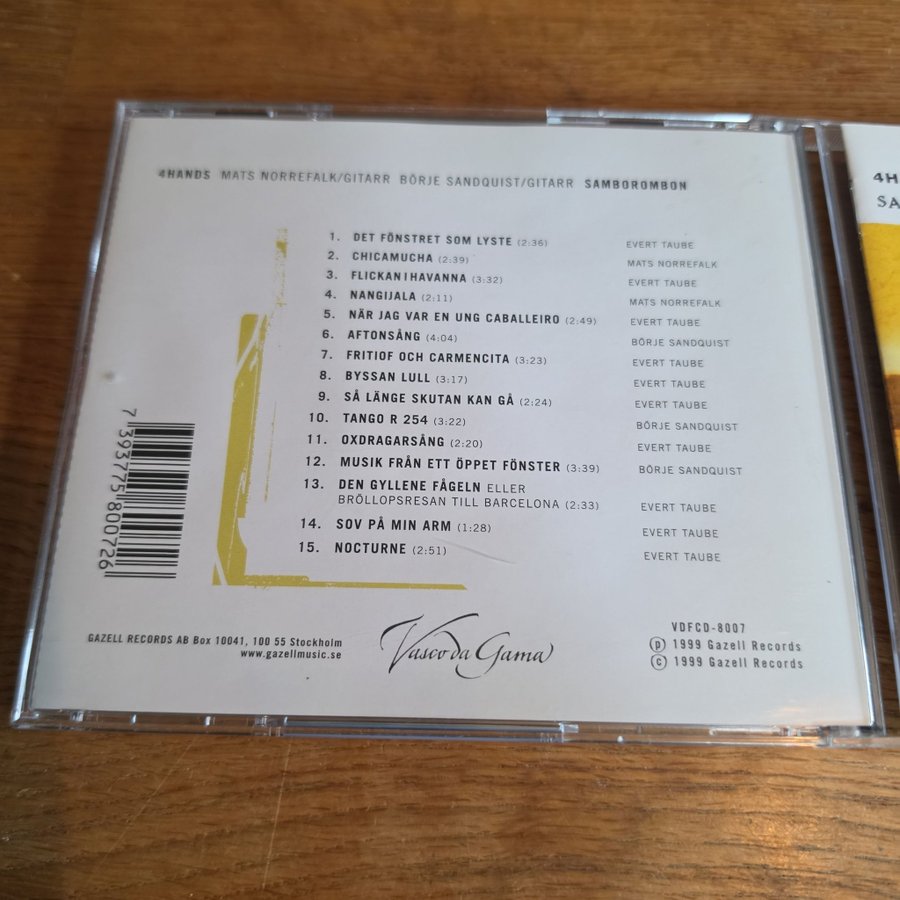 4HANDS MATS NORREFALK/GITARR BÖRJE SANDQUIST/GITARR SAMBOROMBON
1. DET FÖNSTRET SOM LYSTE (2:36) EVERT TAUBE
2. CHICAMUCHA (2:39) MATS NORREFALK
3. FLICKAN I HAVANNA (3:32) EVERT TAUBE
4. NANGIJALA (2:11) MATS NORREFALK
5. NÄR JAG VAR EN UNG CABALLEIRO (2:49) EVERT TAUBE
6. AFTONSÅNG (4:04) BÖRJE SANDQUIST
7. FRITIOF OCH CARMENCITA (3:23) EVERT TAUBE
8. BYSSAN LULL (3:17) EVERT TAUBE
9. SÅ LÄNGE SKUTAN KAN GÅ (2:24) EVERT TAUBE
10. TANGO R 254 (3:22) BÖRJE SANDQUIST
11. OXDRAGARSÅNG (2:20) EVERT TAUBE
12. MUSIK FRÅN ETT ÖPPET FÖNSTER (3:39) BÖRJE SANDQUIST
13. DEN GYLLENE FÅGELN ELLER
BRÖLLOPSRESAN TILL BARCELONA (2:33) EVERT TAUBE
14. SOV PÅ MIN ARM (1:28) EVERT TAUBE
15. NOCTURNE (2:51) EVERT TAUBE
7393775800726
GAZELL RECORDS AB Box 10041, 100 55 Stockholm
www.gazellmusic.se
Vasco da Gama
VDFCD-8007
℗ 1999 Gazell Records
© 1999 Gazell Records
4H
SA